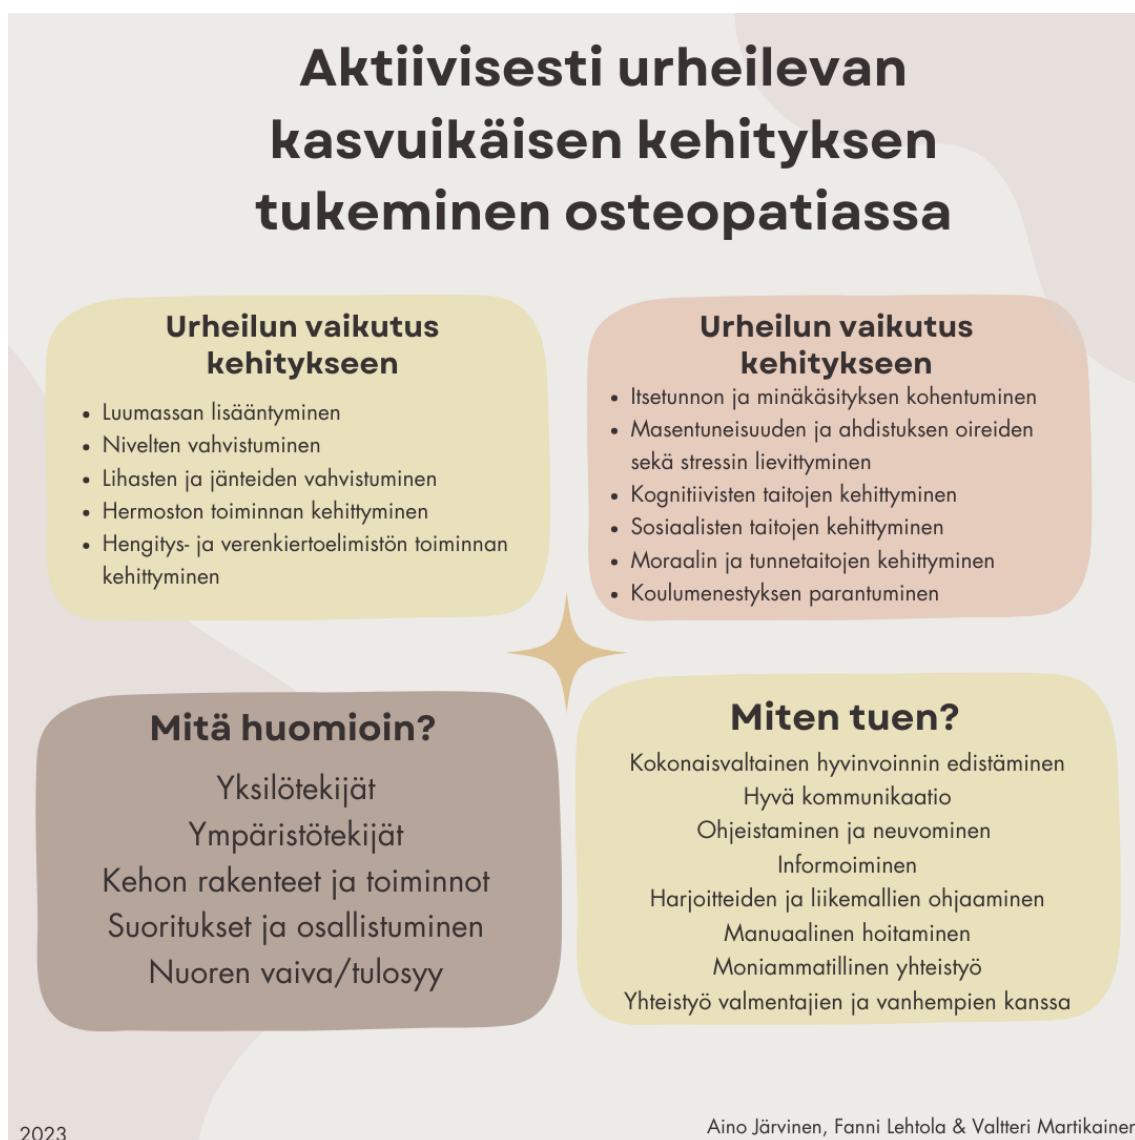 Aktiivisesti urheilevan
kasvuikäisen kehityksen
tukeminen osteopatiassa
Urheilun vaikutus
kehitykseen
• Luumassan lisääntyminen
• Nivelten vahvistuminen
• Lihasten ja jänteiden vahvistuminen
• Hermoston toiminnan kehittyminen
• Hengitys- ja verenkiertoelimistön toiminnan
kehittyminen
Urheilun vaikutus
kehitykseen
• Itsetunnon ja minäkäsityksen kohentuminen
• Masentuneisuuden ja ahdistuksen oireiden
sekä stressin lievittyminen
• Kognitiivisten taitojen kehittyminen
• Sosiaalisten taitojen kehittyminen
• Moraalin ja tunnetaitojen kehittyminen
• Koulumenestyksen parantuminen
Mitä huomioin?
Yksilötekijät
Ympäristötekijät
Kehon rakenteet ja toiminnot
Suoritukset ja osallistuminen
Nuoren vaiva/tulosyy
Miten tuen?
Kokonaisvaltainen hyvinvoinnin edistäminen
Hyvä kommunikaatio
Ohjeistaminen ja neuvominen
Informoiminen
Harjoitteiden ja liikemallien ohjaaminen
Manuaalinen hoitaminen
Moniammatillinen yhteistyö
Yhteistyö valmentajien ja vanhempien kanssa
2023
Aino Järvinen, Fanni Lehtola & Valtteri Martikainen